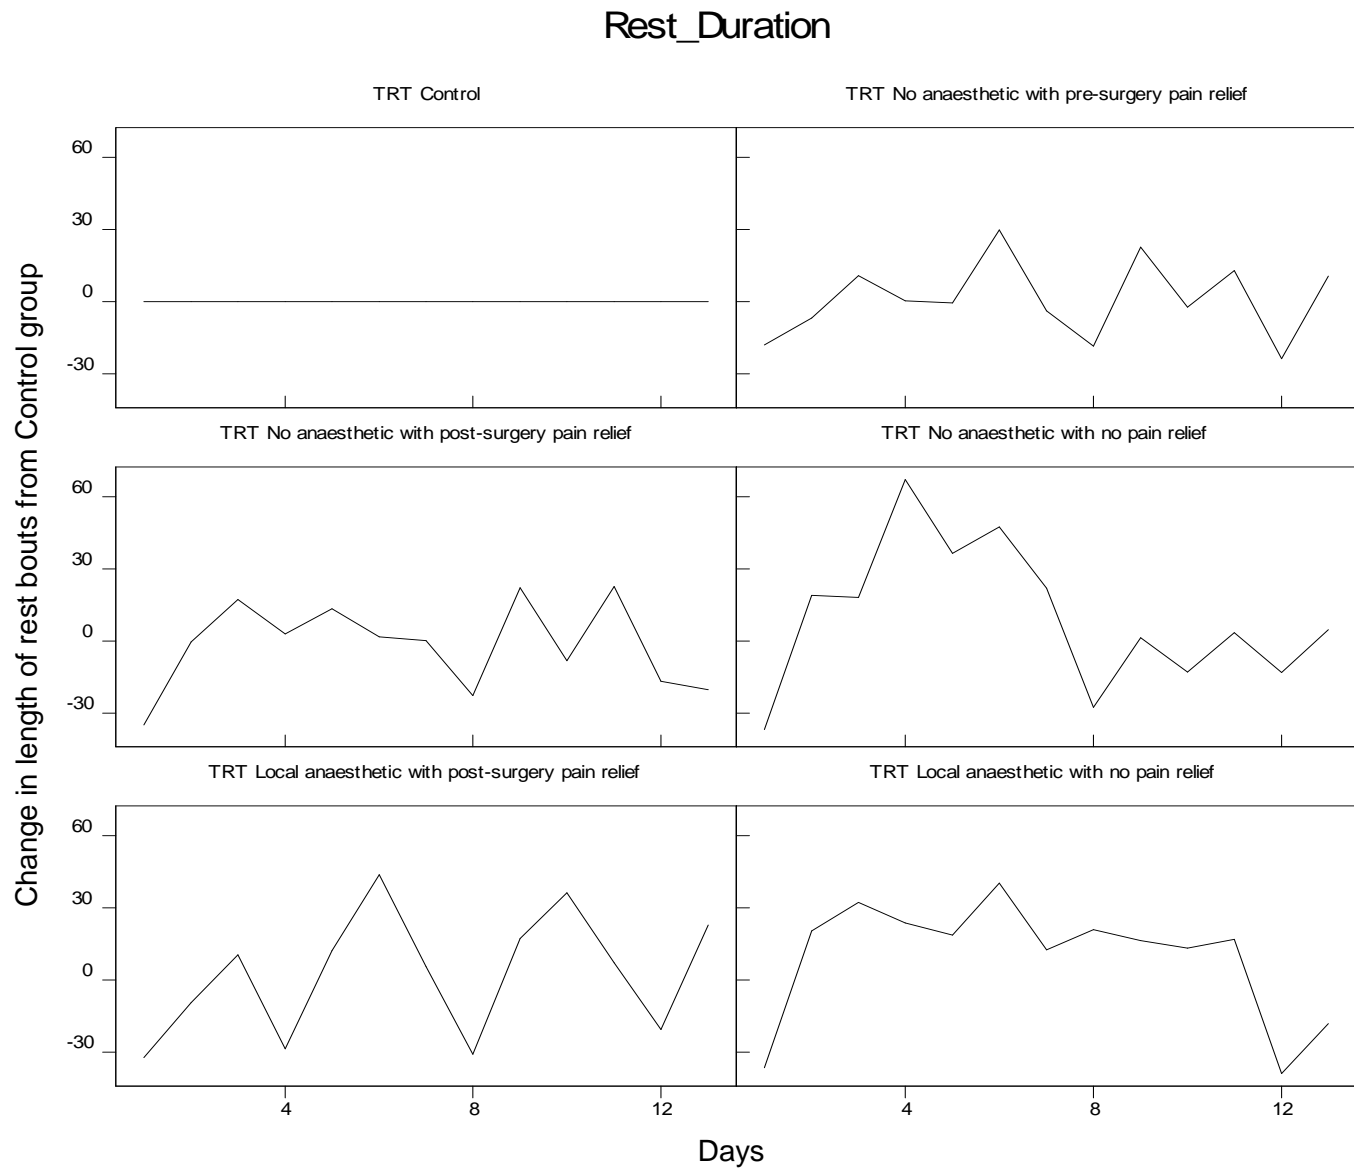 Rest_Duration
TRT Control
TRT No anaesthetic with pre-surgery pain relief
60
30
0
-30
TRT No anaesthetic with post-surgery pain relief
TRT No anaesthetic with no pain relief
60
30
0
-30
TRT Local anaesthetic with post-surgery pain relief
TRT Local anaesthetic with no pain relief
60
30
0
-30
4 8 12 4 8 12
Change in length of rest bouts from Control group
Days